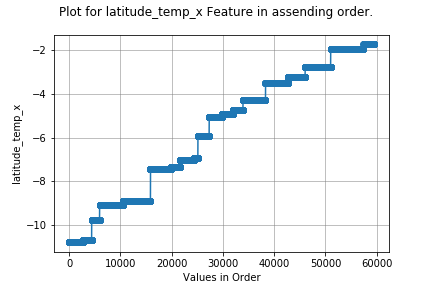 Plot for latitude_temp_x Feature in assending order.
−2
−4
−6
−8
−10
latitude_temp_x
0 10000 20000 30000 40000 50000 60000
Values in Order